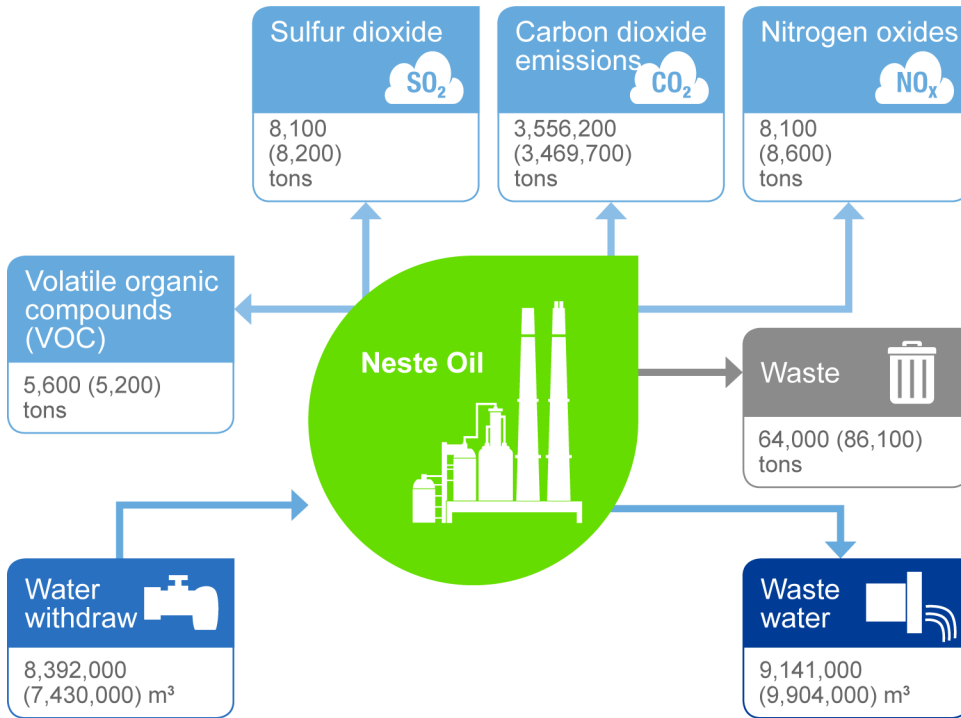 Sulfur dioxide
SO₂
8,100
(8,200)
tons
Carbon dioxide
emissions
CO₂
3,556,200
(3,469,700)
tons
Nitrogen oxides
NOₓ
8,100
(8,600)
tons
Volatile organic
compounds
(VOC)
5,600 (5,200)
tons
Neste Oil
Waste
64,000 (86,100)
tons
Water
withdraw
8,392,000
(7,430,000) m³
Waste
water
9,141,000
(9,904,000) m³